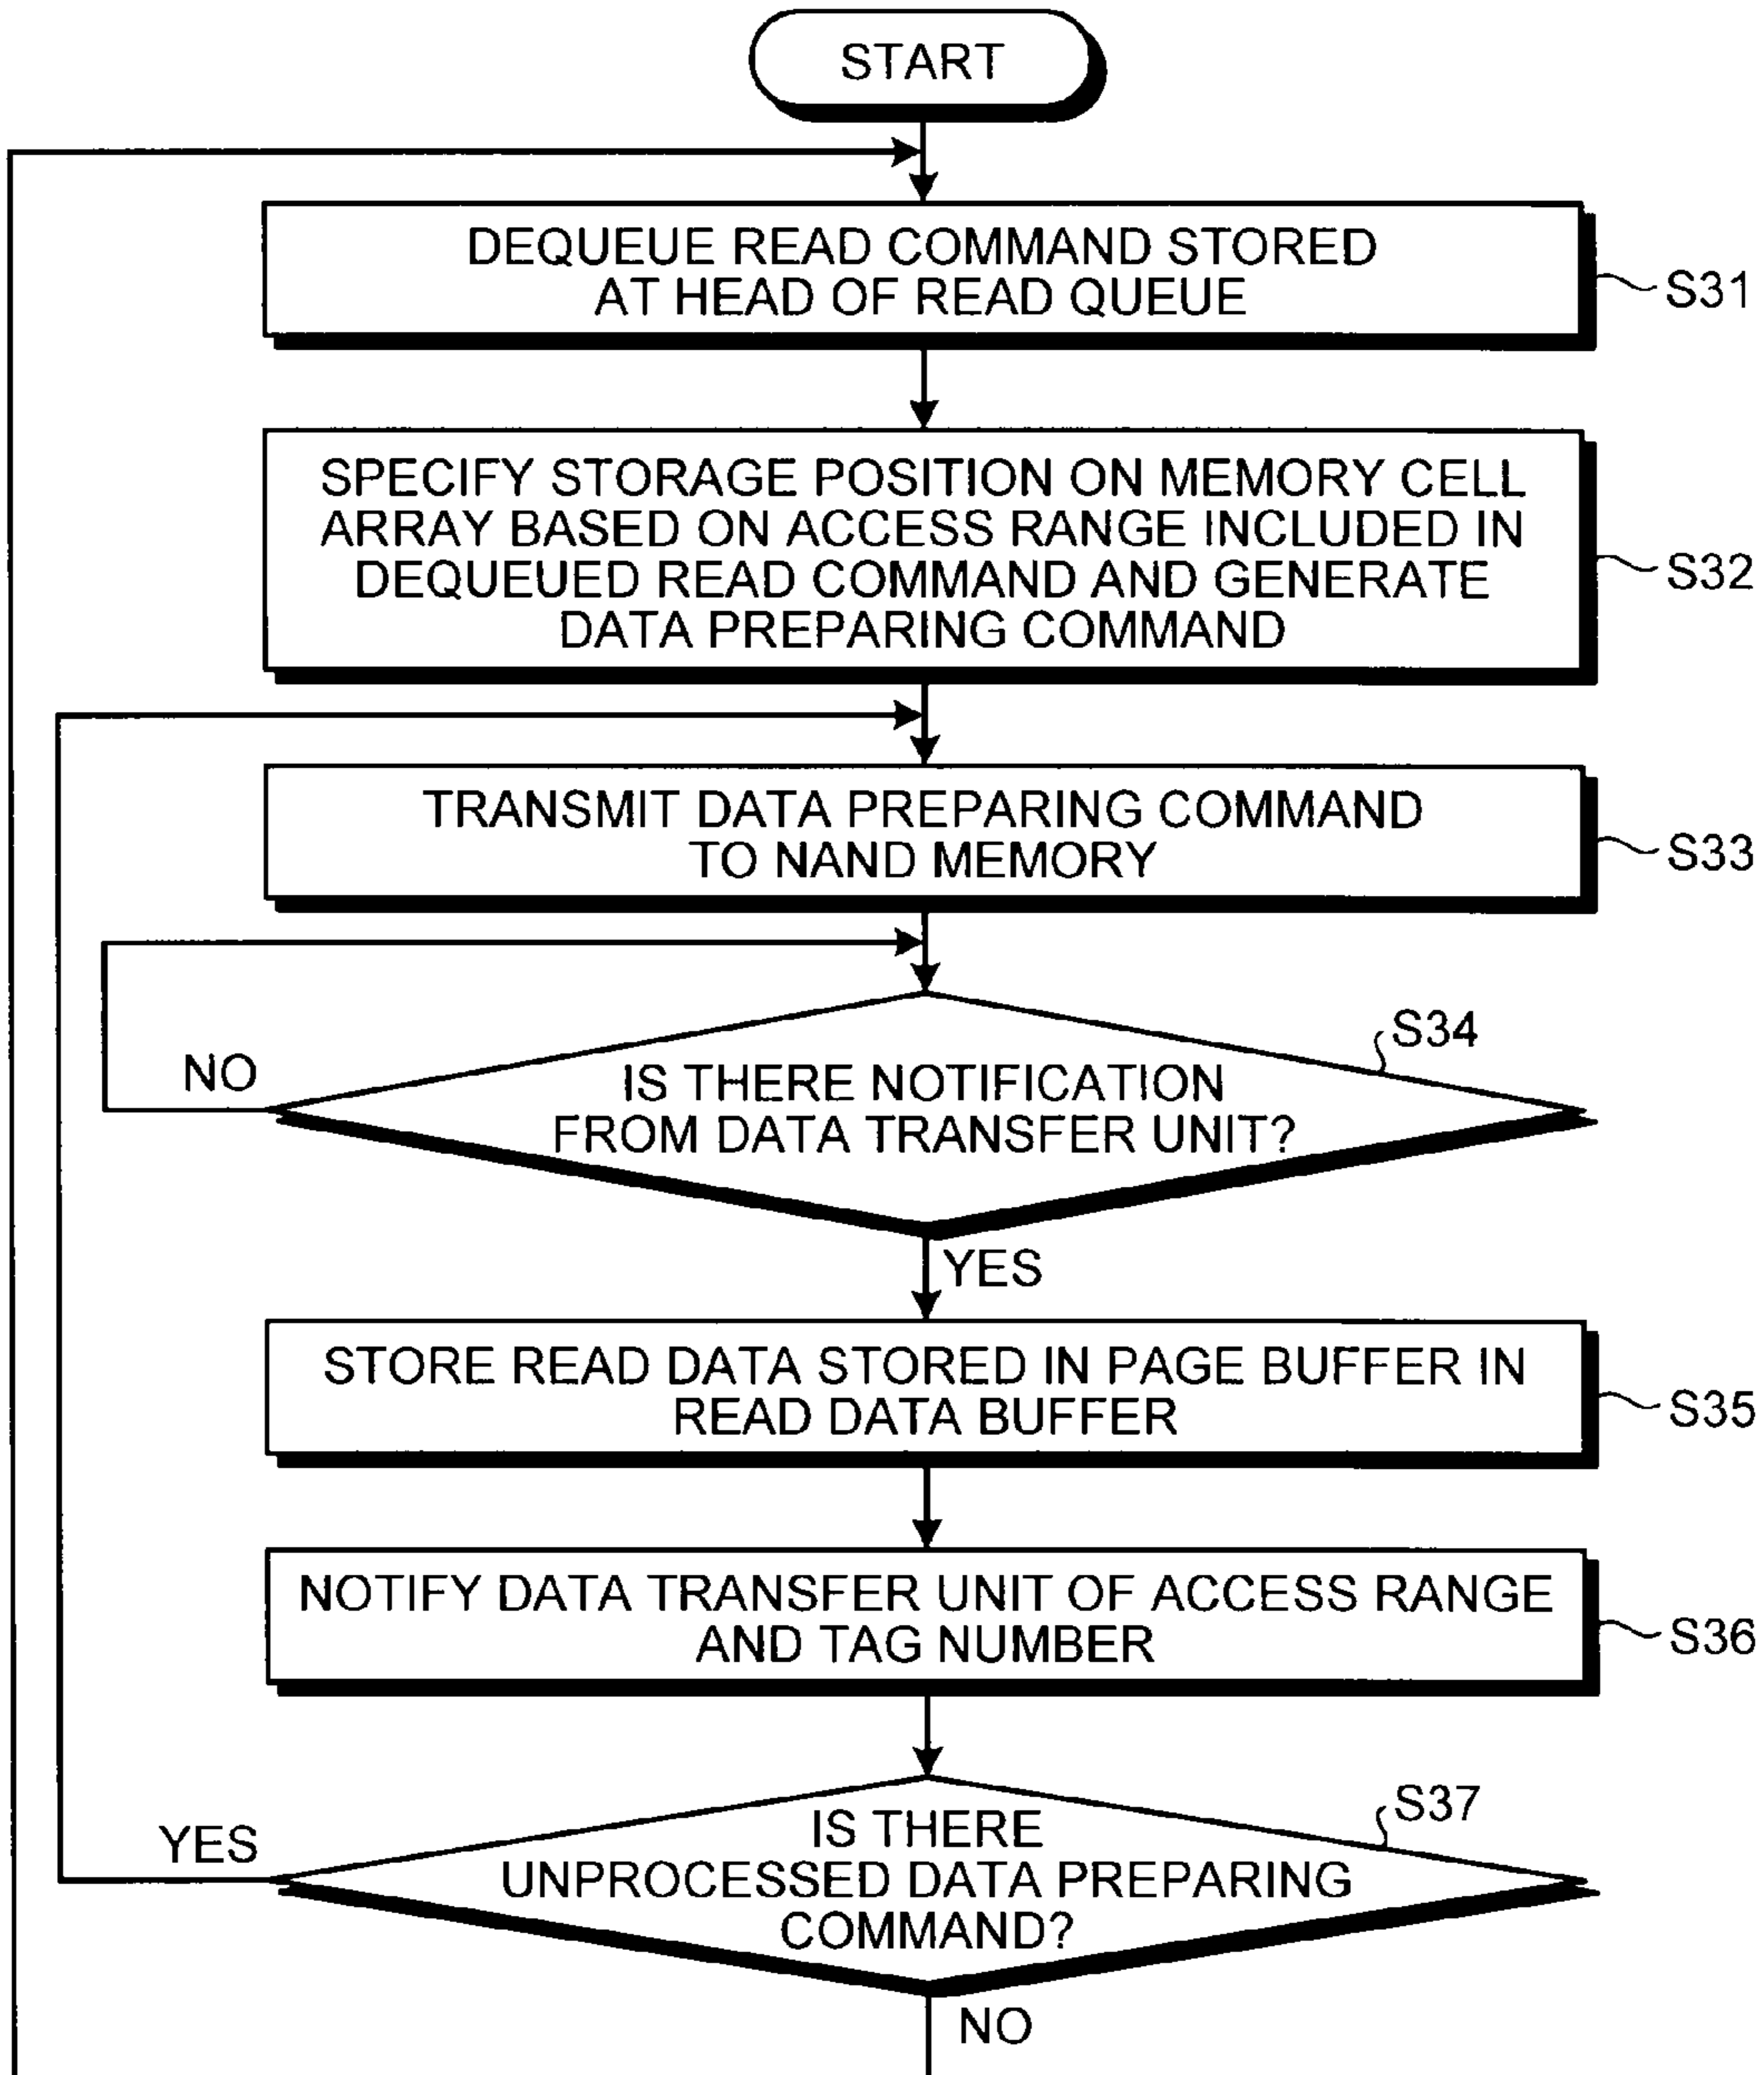 START
DEQUEUE READ COMMAND STORED
AT HEAD OF READ QUEUE
S31
SPECIFY STORAGE POSITION ON MEMORY CELL
ARRAY BASED ON ACCESS RANGE INCLUDED IN
DEQUEUED READ COMMAND AND GENERATE
DATA PREPARING COMMAND
S32
TRANSMIT DATA PREPARING COMMAND
TO NAND MEMORY
S33
S34
NO
IS THERE NOTIFICATION
FROM DATA TRANSFER UNIT?
YES
STORE READ DATA STORED IN PAGE BUFFER IN
READ DATA BUFFER
S35
NOTIFY DATA TRANSFER UNIT OF ACCESS RANGE
AND TAG NUMBER
S36
S37
YES
IS THERE
UNPROCESSED DATA PREPARING
COMMAND?
NO